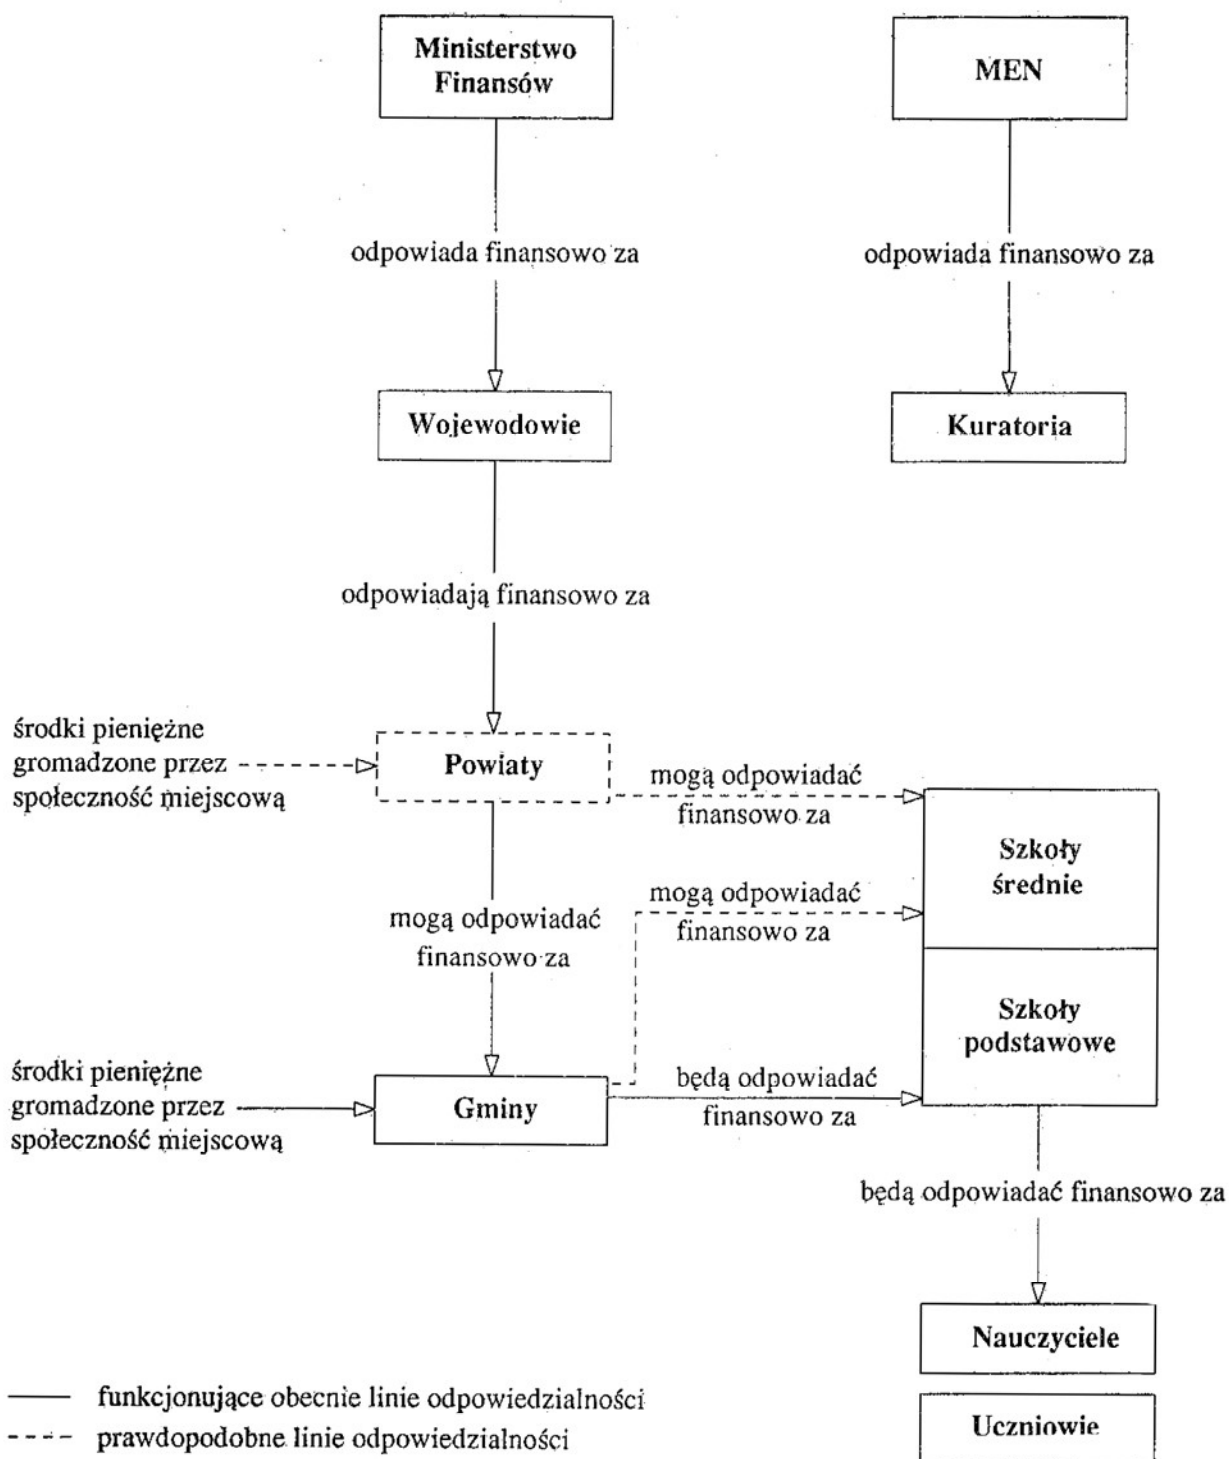 Ministerstwo
Finansów
MEN
odpowiada finansowo za
odpowiada finansowo za
Wojewodowie
Kuratoria
odpowiadają finansowo za
środki pieniężne
gromadzone przez
społeczność miejscową
Powiaty
mogą odpowiadać
finansowo za
Szkoły
średnie
mogą odpowiadać
finansowo za
mogą odpowiadać
finansowo za
Szkoły
podstawowe
środki pieniężne
gromadzone przez
społeczność miejscową
Gminy
będą odpowiadać
finansowo za
będą odpowiadać finansowo za
Nauczyciele
Uczniowie
funkcjonujące obecnie linie odpowiedzialności
prawdopodobne linie odpowiedzialności